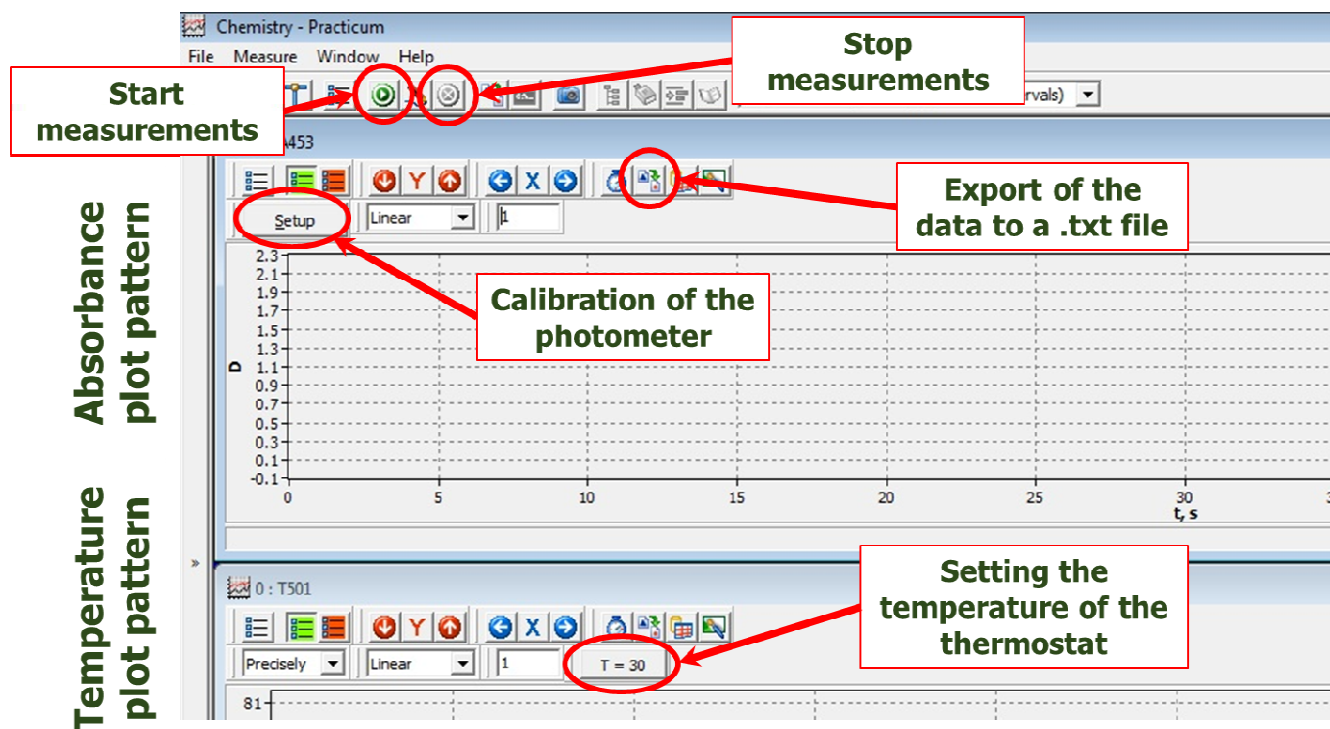 Chemistry - Practicum
File Measure Window Help
Start
measurements
Stop
measurements
rvals)
A453
Y
X
Export of the
data to a .txt file
Setup
Linear
1
Absorbance
plot pattern
Calibration of the
photometer
2.3
2.1
1.9
1.7
1.5
1.3
1.1
0.9
0.7
0.5
0.3
0.1
-0.1
D
0 5 10 15 20 25 30
t, s
»
Temperature
plot pattern
0 : T501
Y
X
Setting the
temperature of the
thermostat
Precisely
Linear
1
T = 30
81